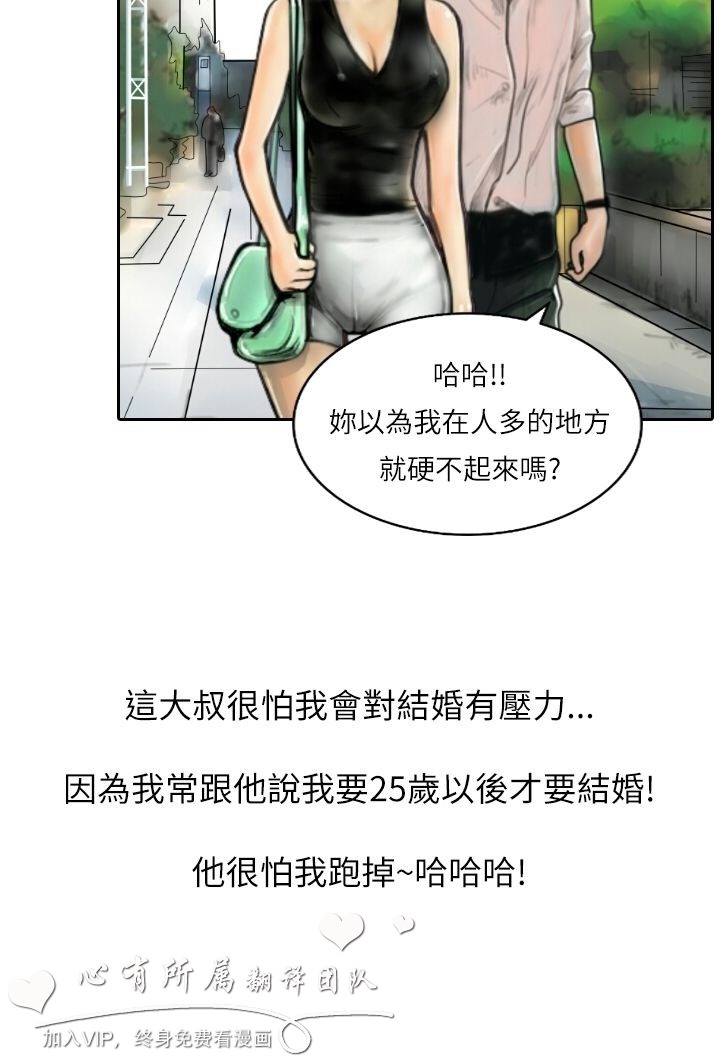 哈哈!!
妳以為我在人多的地方
就硬不起來嗎?
這大叔很怕我會對結婚有壓力...
因為我常跟他說我要25歲以後才要結婚!
他很怕我跑掉~哈哈哈!
心有所属翻译团队
加入VIP，终身免费看漫画